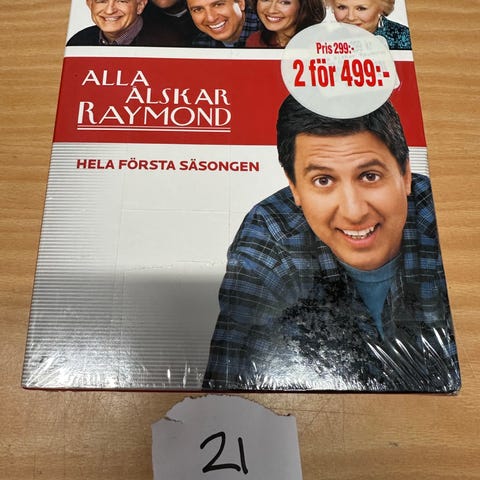 Pris 299:-
2 för 499:-
ALLA
ÄLSKAR
RAYMOND
HELA FÖRSTA SÄSONGEN
21